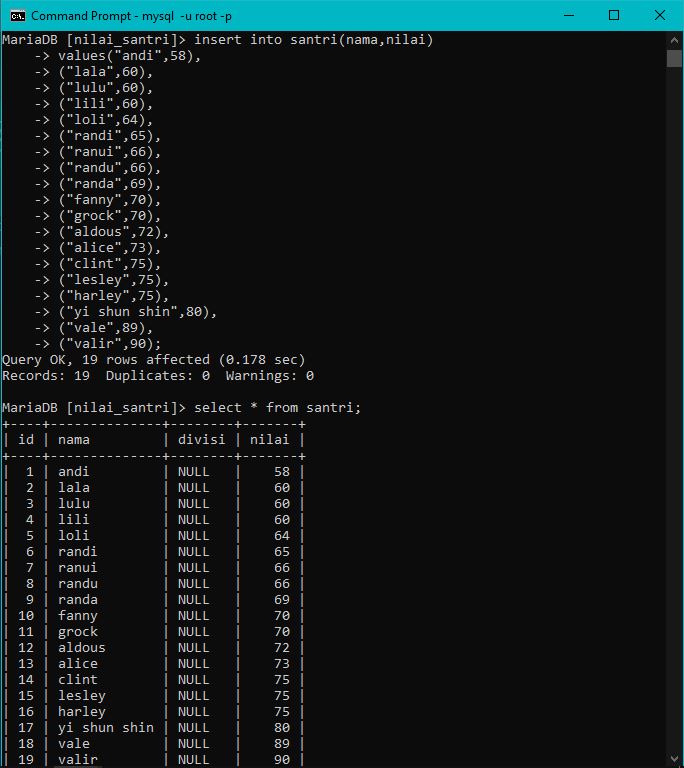 Command Prompt - mysql  -u root -p
MariaDB [nilai_santri]> insert into santri(nama,nilai)
    -> values("andi",58),
    -> ("lala",60),
    -> ("lulu",60),
    -> ("lili",60),
    -> ("loli",64),
    -> ("randi",65),
    -> ("ranui",66),
    -> ("randu",66),
    -> ("randa",69),
    -> ("fanny",70),
    -> ("grock",70),
    -> ("aldous",72),
    -> ("alice",73),
    -> ("clint",75),
    -> ("lesley",75),
    -> ("harley",75),
    -> ("yi shun shin",80),
    -> ("vale",89),
    -> ("valir",90);
Query OK, 19 rows affected (0.178 sec)
Records: 19  Duplicates: 0  Warnings: 0
MariaDB [nilai_santri]> select * from santri;
+----+--------------+--------+-------+
| id | nama         | divisi | nilai |
+----+--------------+--------+-------+
|  1 | andi         | NULL   |    58 |
|  2 | lala         | NULL   |    60 |
|  3 | lulu         | NULL   |    60 |
|  4 | lili         | NULL   |    60 |
|  5 | loli         | NULL   |    64 |
|  6 | randi        | NULL   |    65 |
|  7 | ranui        | NULL   |    66 |
|  8 | randu        | NULL   |    66 |
|  9 | randa        | NULL   |    69 |
| 10 | fanny        | NULL   |    70 |
| 11 | grock        | NULL   |    70 |
| 12 | aldous       | NULL   |    72 |
| 13 | alice        | NULL   |    73 |
| 14 | clint        | NULL   |    75 |
| 15 | lesley       | NULL   |    75 |
| 16 | harley       | NULL   |    75 |
| 17 | yi shun shin | NULL   |    80 |
| 18 | vale         | NULL   |    89 |
| 19 | valir        | NULL   |    90 |